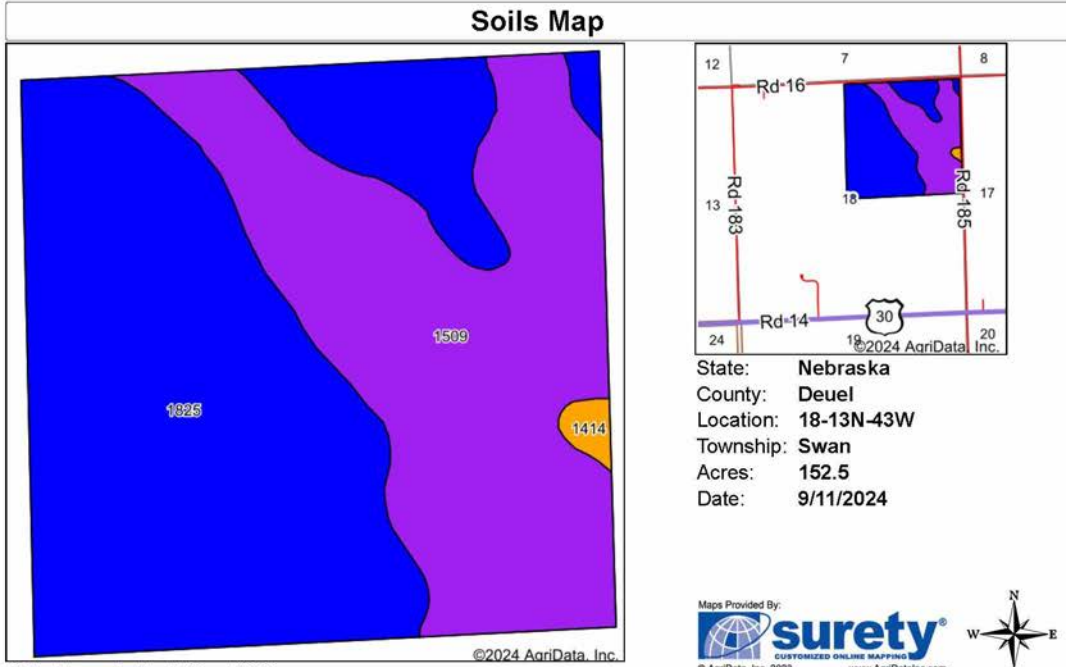 Soils Map
1509
1825
1414
©2024 AgriData, Inc.
12
7
8
Rd-16
Rd-183
Rd-185
13
18
17
Rd-14
30
24
19
20
©2024 AgriData, Inc.
State: Nebraska
County: Deuel
Location: 18-13N-43W
Township: Swan
Acres: 152.5
Date: 9/11/2024
Maps Provided By:
surety®
CUSTOMIZED ONLINE MAPPING
N
W E